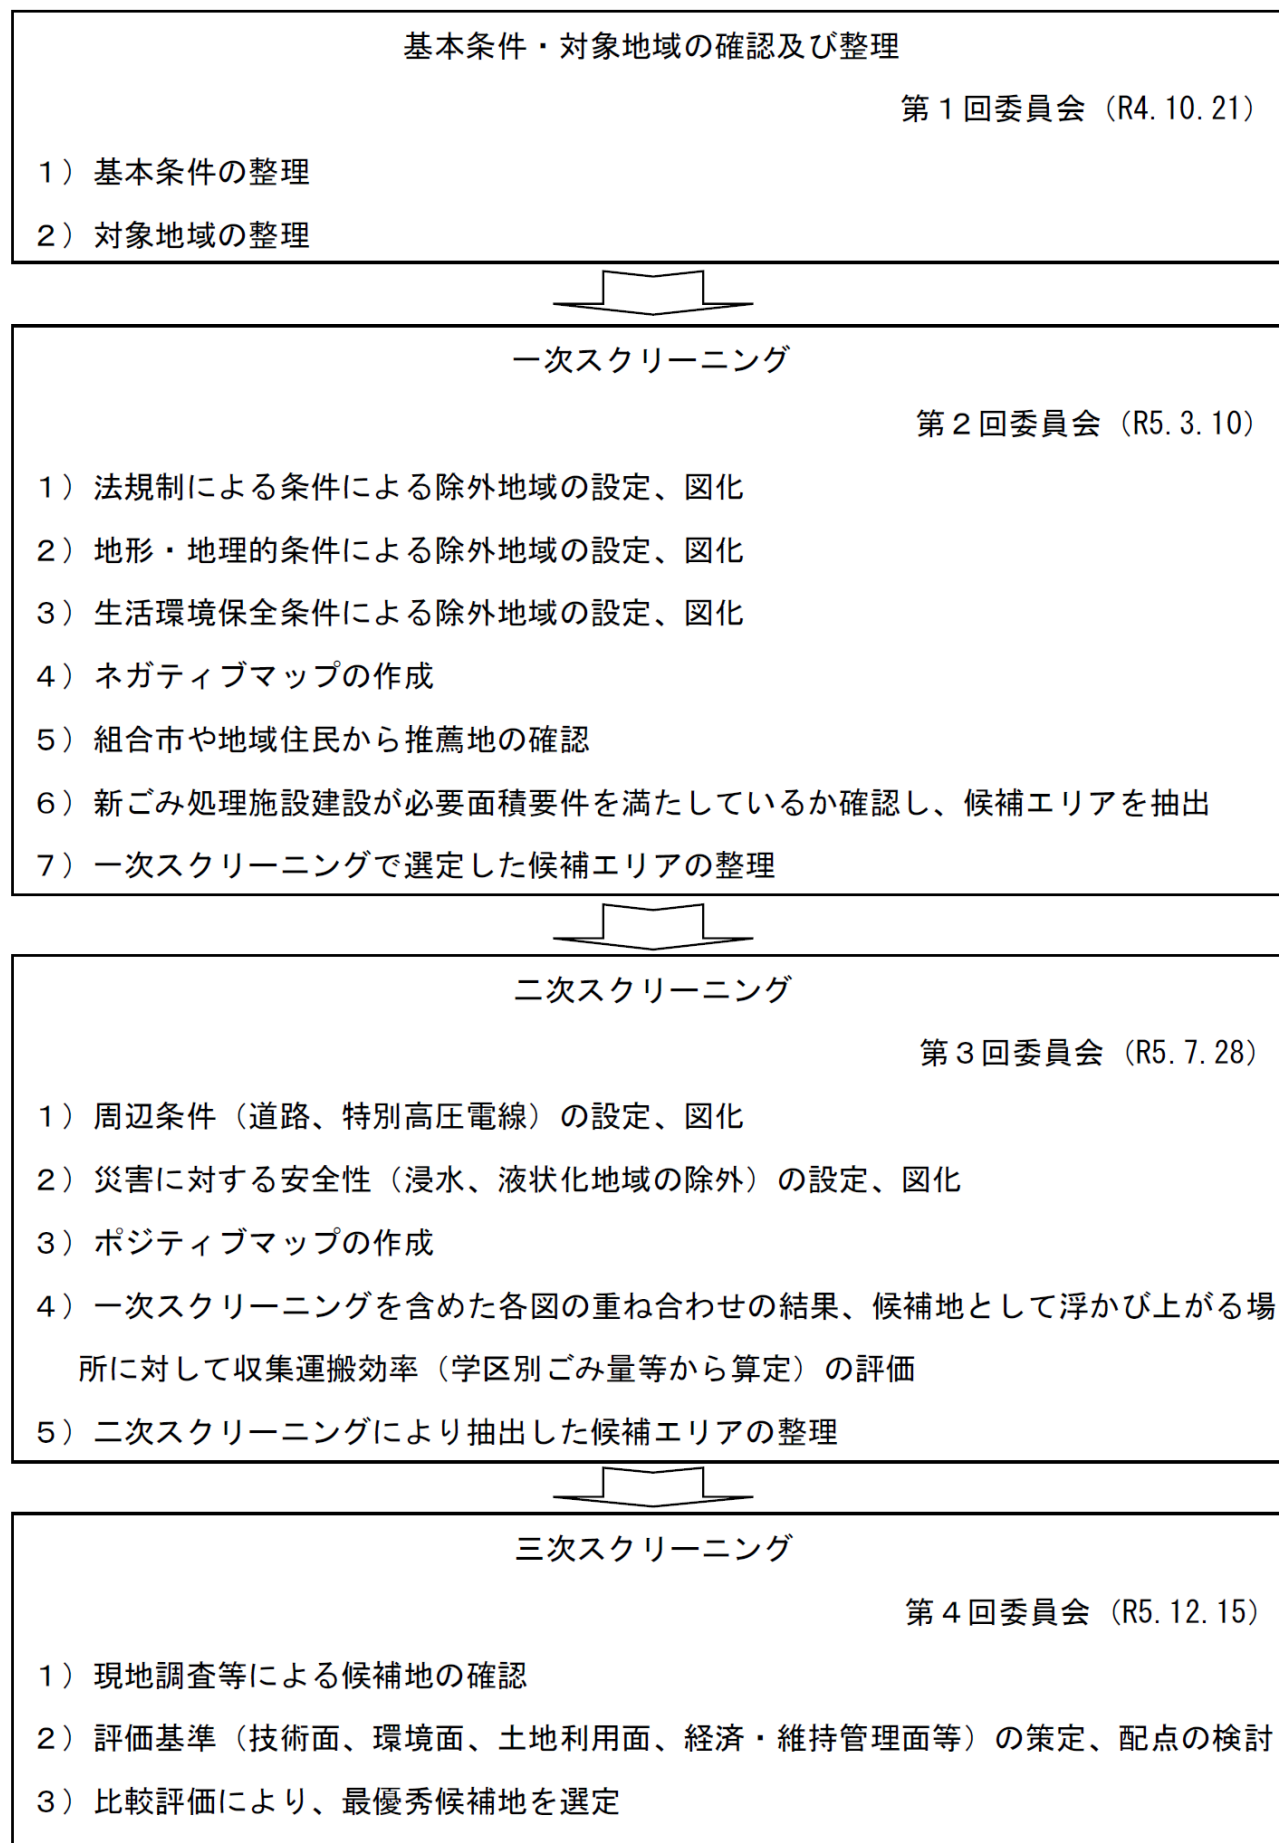 基本条件・対象地域の確認及び整理
第１回委員会（R4.10.21）
１）基本条件の整理
２）対象地域の整理
一次スクリーニング
第２回委員会（R5.3.10）
１）法規制による条件による除外地域の設定、図化
２）地形・地理的条件による除外地域の設定、図化
３）生活環境保全条件による除外地域の設定、図化
４）ネガティブマップの作成
５）組合市や地域住民から推薦地の確認
６）新ごみ処理施設建設が必要面積要件を満たしているか確認し、候補エリアを抽出
７）一次スクリーニングで選定した候補エリアの整理
二次スクリーニング
第３回委員会（R5.7.28）
１）周辺条件（道路、特別高圧電線）の設定、図化
２）災害に対する安全性（浸水、液状化地域の除外）の設定、図化
３）ポジティブマップの作成
４）一次スクリーニングを含めた各図の重ね合わせの結果、候補地として浮かび上がる場
所に対して収集運搬効率（学区別ごみ量等から算定）の評価
５）二次スクリーニングにより抽出した候補エリアの整理
三次スクリーニング
第４回委員会（R5.12.15）
１）現地調査等による候補地の確認
２）評価基準（技術面、環境面、土地利用面、経済・維持管理面等）の策定、配点の検討
３）比較評価により、最優秀候補地を選定